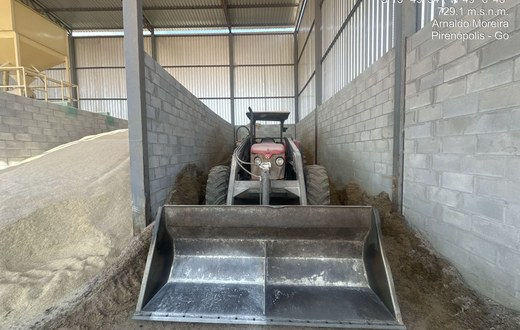 729.1 m s.n.m
Arnaldo Moreira
Pirenópolis - Go